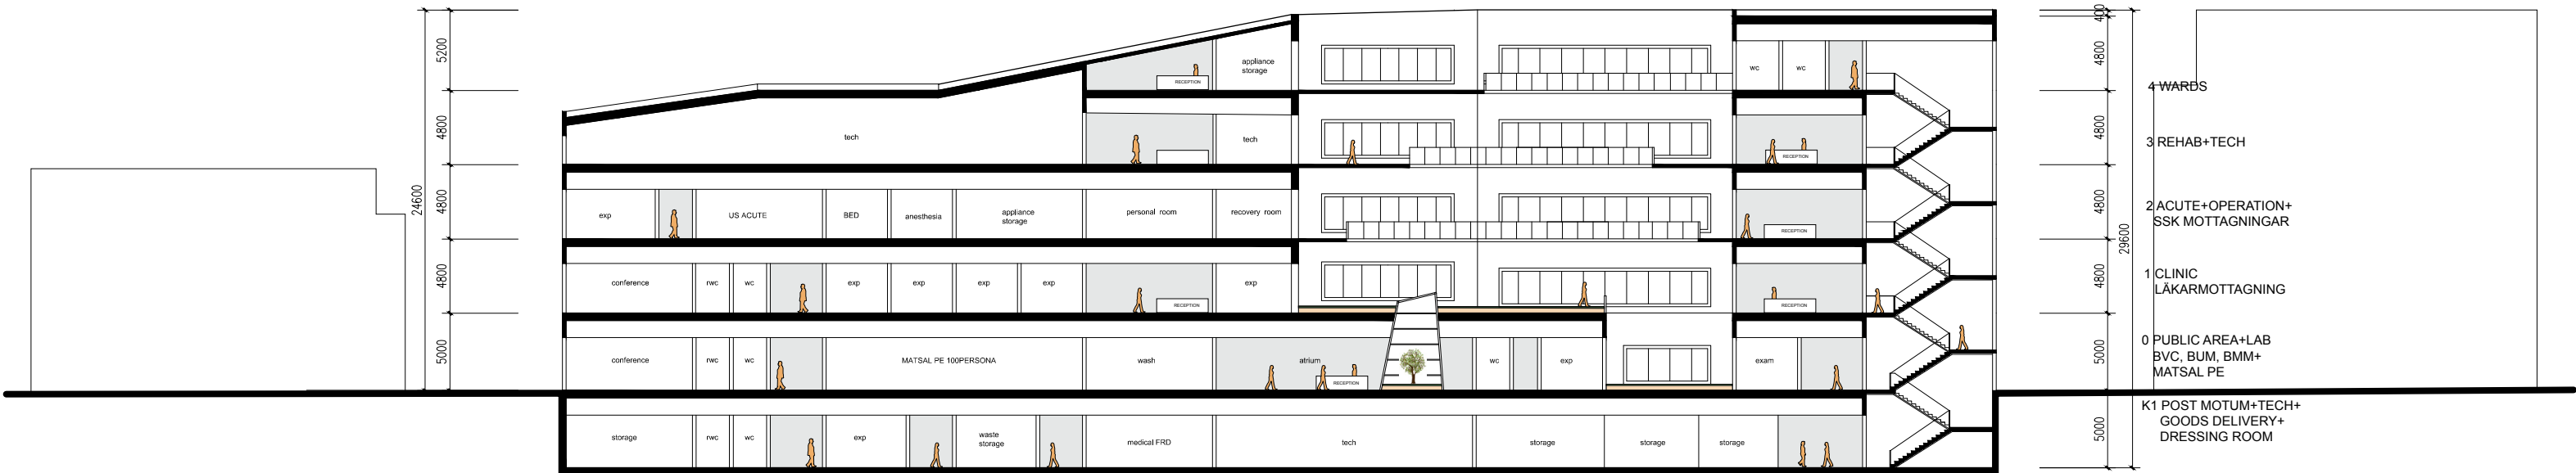 400
5200
appliance
storage
wc
wc
4800
RECEPTION
4 WARDS
4800
tech
tech
RECEPTION
4800
3 REHAB+TECH
24600
4800
exp
US ACUTE
BED
anesthesia
appliance
storage
personal room
recovery room
RECEPTION
4800
29600
2 ACUTE+OPERATION+
SSK MOTTAGNINGAR
4800
conference
rwc
wc
exp
exp
exp
exp
RECEPTION
exp
RECEPTION
4800
1 CLINIC
LÄKARMOTTAGNING
5000
conference
rwc
wc
MATSAL PE 100PERSONA
wash
atrium
RECEPTION
wc
exp
exam
5000
0 PUBLIC AREA+LAB
BVC, BUM, BMM+
MATSAL PE
storage
rwc
wc
exp
waste
storage
medical FRD
tech
storage
storage
storage
5000
K1 POST MOTUM+TECH+
GOODS DELIVERY+
DRESSING ROOM